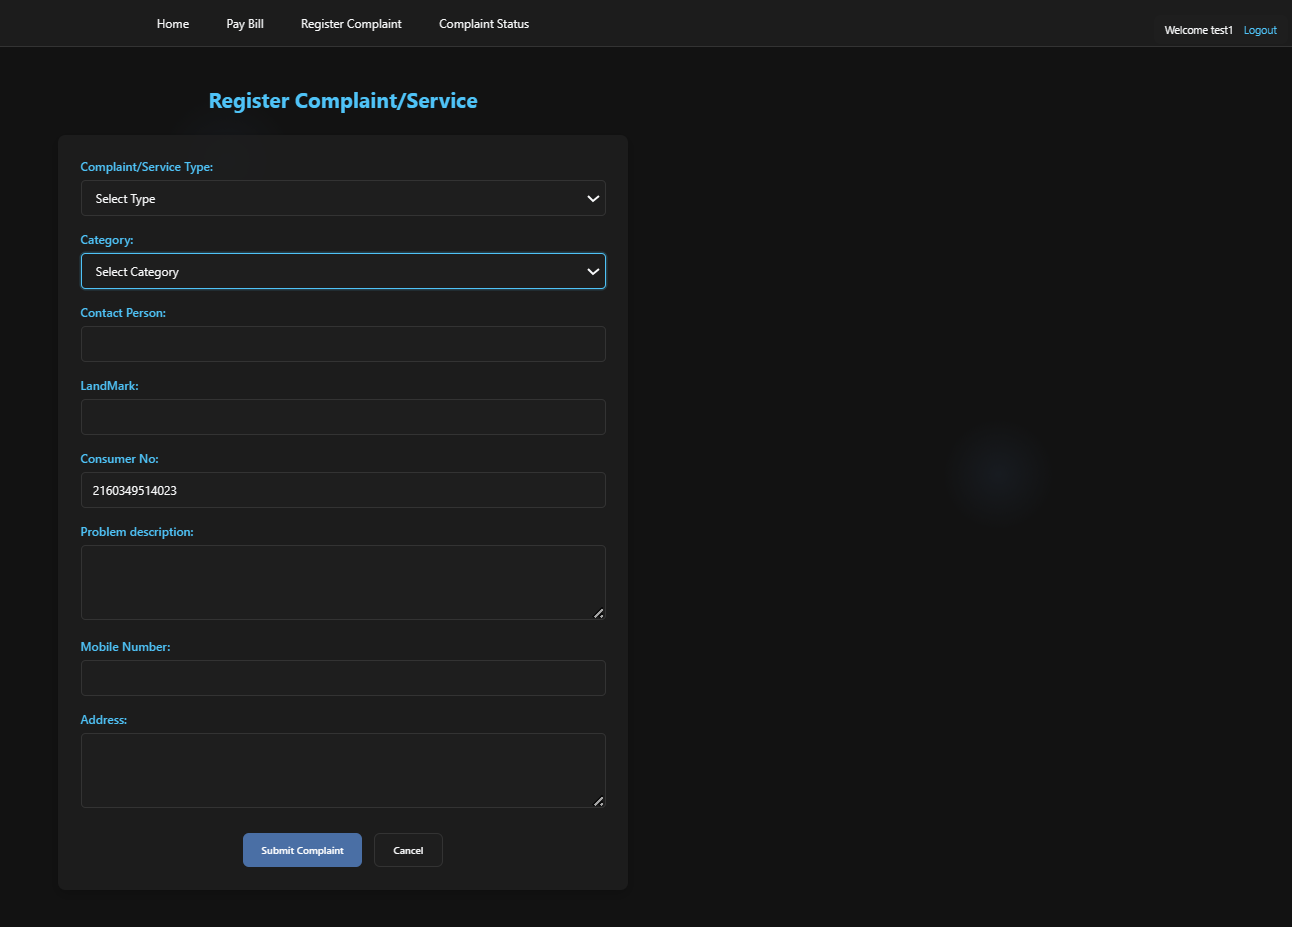 Home Pay Bill Register Complaint Complaint Status
Welcome test1 Logout
Register Complaint/Service
Complaint/Service Type:
Select Type
Category:
Select Category
Contact Person:
LandMark:
Consumer No:
2160349514023
Problem description:
Mobile Number:
Address:
Submit Complaint Cancel